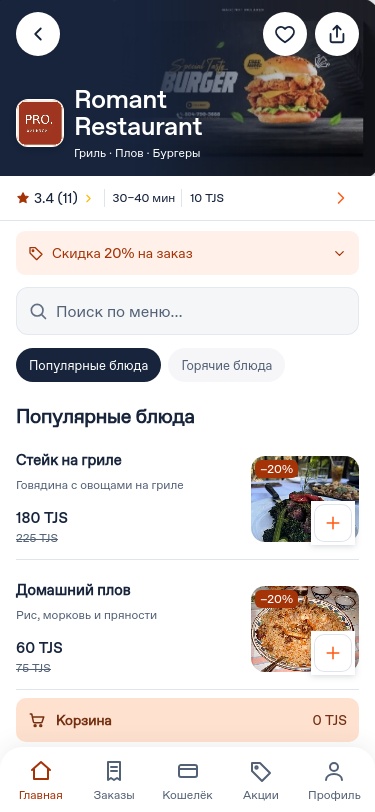 Special Taste
BURGER
PRO.
Romant
Restaurant
Гриль · Плов · Бургеры
3.4 (11)
30–40 мин
10 TJS
Скидка 20% на заказ
Поиск по меню...
Популярные блюда
Горячие блюда
Популярные блюда
Стейк на гриле
Говядина с овощами на гриле
180 TJS
225 TJS
−20%
Домашний плов
Рис, морковь и пряности
60 TJS
75 TJS
−20%
Корзина
0 TJS
Главная
Заказы
Кошелёк
Акции
Профиль